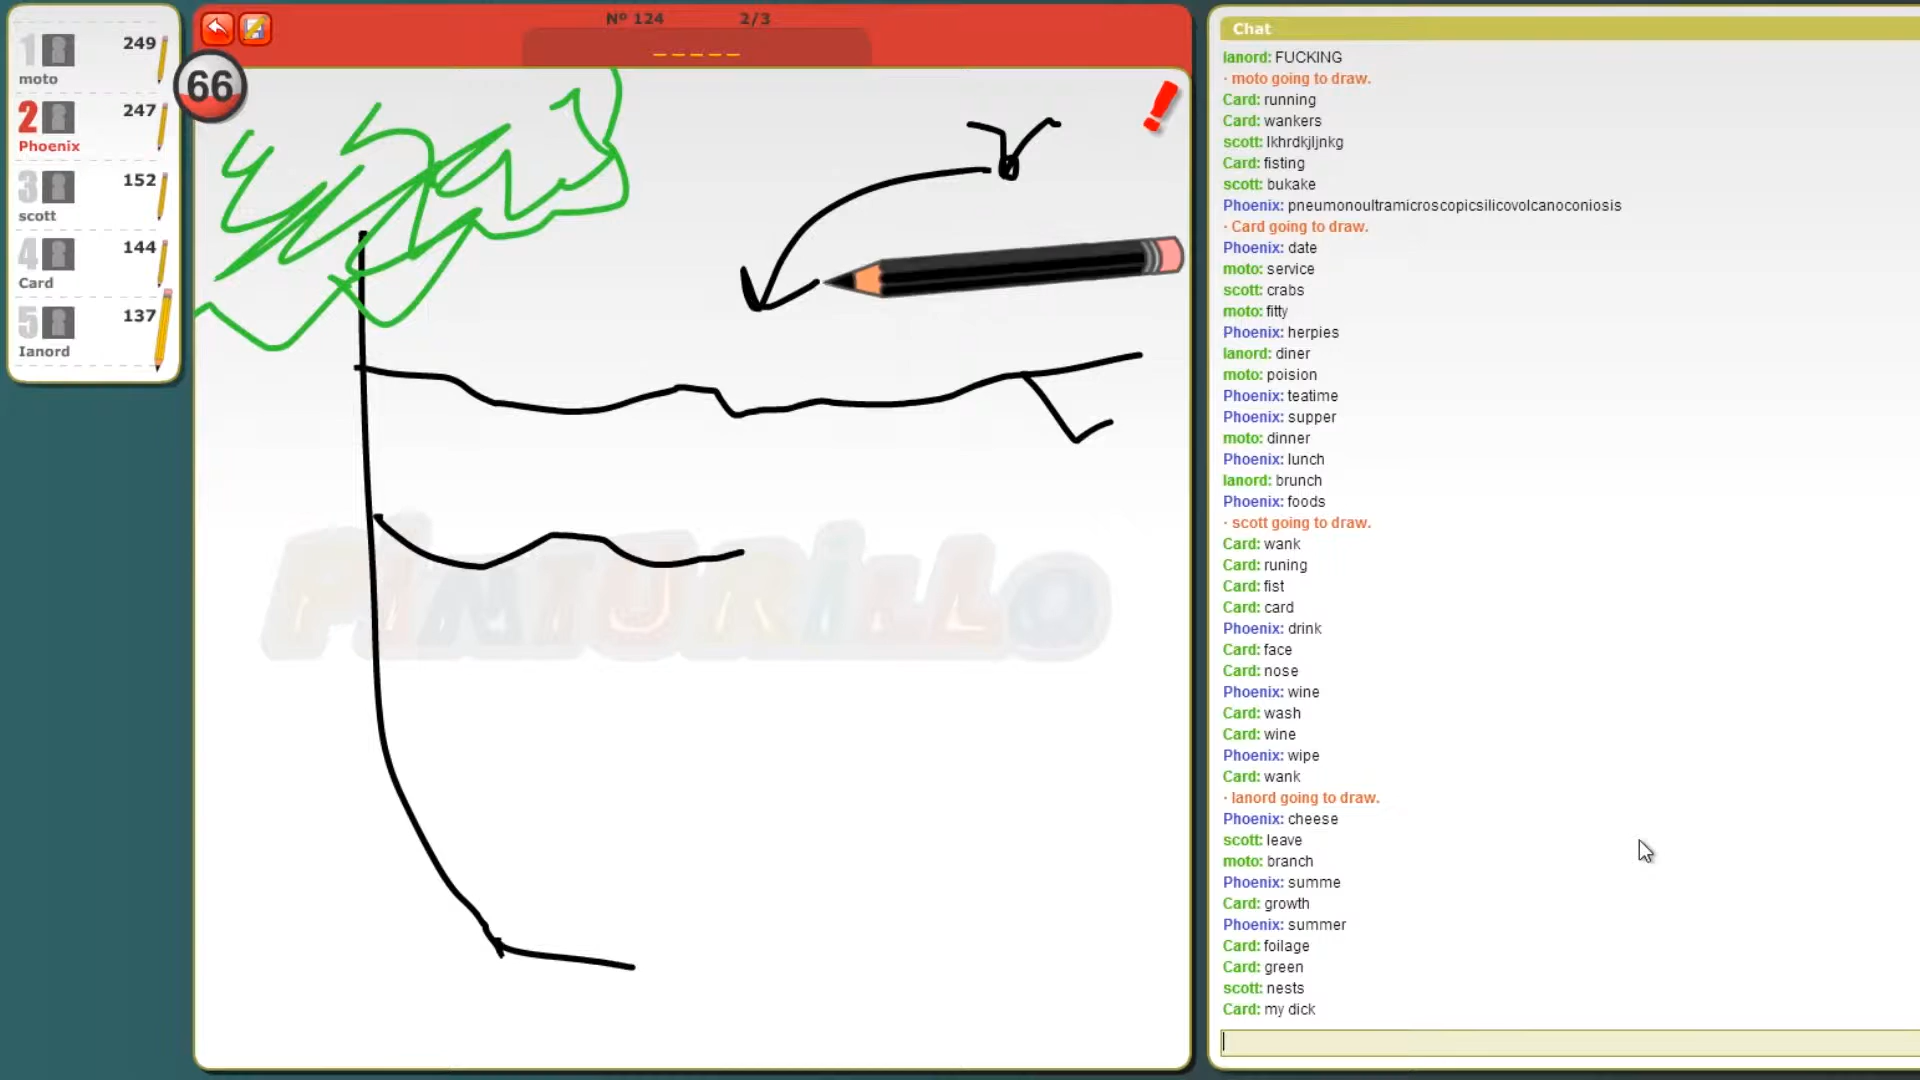 1 249
moto
2 247
Phoenix
3 152
scott
4 144
Card
5 137
Ianord
66
Nº 124 2/3
_ _ _ _ _
PINTURILLO
Chat
Ianord: FUCKING
· moto going to draw.
Card: running
Card: wankers
scott: lkhrdkjljnkg
Card: fisting
scott: bukake
Phoenix: pneumonoultramicroscopicsilicovolcanoconiosis
· Card going to draw.
Phoenix: date
moto: service
scott: crabs
moto: fitty
Phoenix: herpies
Ianord: diner
moto: poision
Phoenix: teatime
Phoenix: supper
moto: dinner
Phoenix: lunch
Ianord: brunch
Phoenix: foods
· scott going to draw.
Card: wank
Card: runing
Card: fist
Card: card
Phoenix: drink
Card: face
Card: nose
Phoenix: wine
Card: wash
Card: wine
Phoenix: wipe
Card: wank
· Ianord going to draw.
Phoenix: cheese
scott: leave
moto: branch
Phoenix: summe
Card: growth
Phoenix: summer
Card: foilage
Card: green
scott: nests
Card: my dick